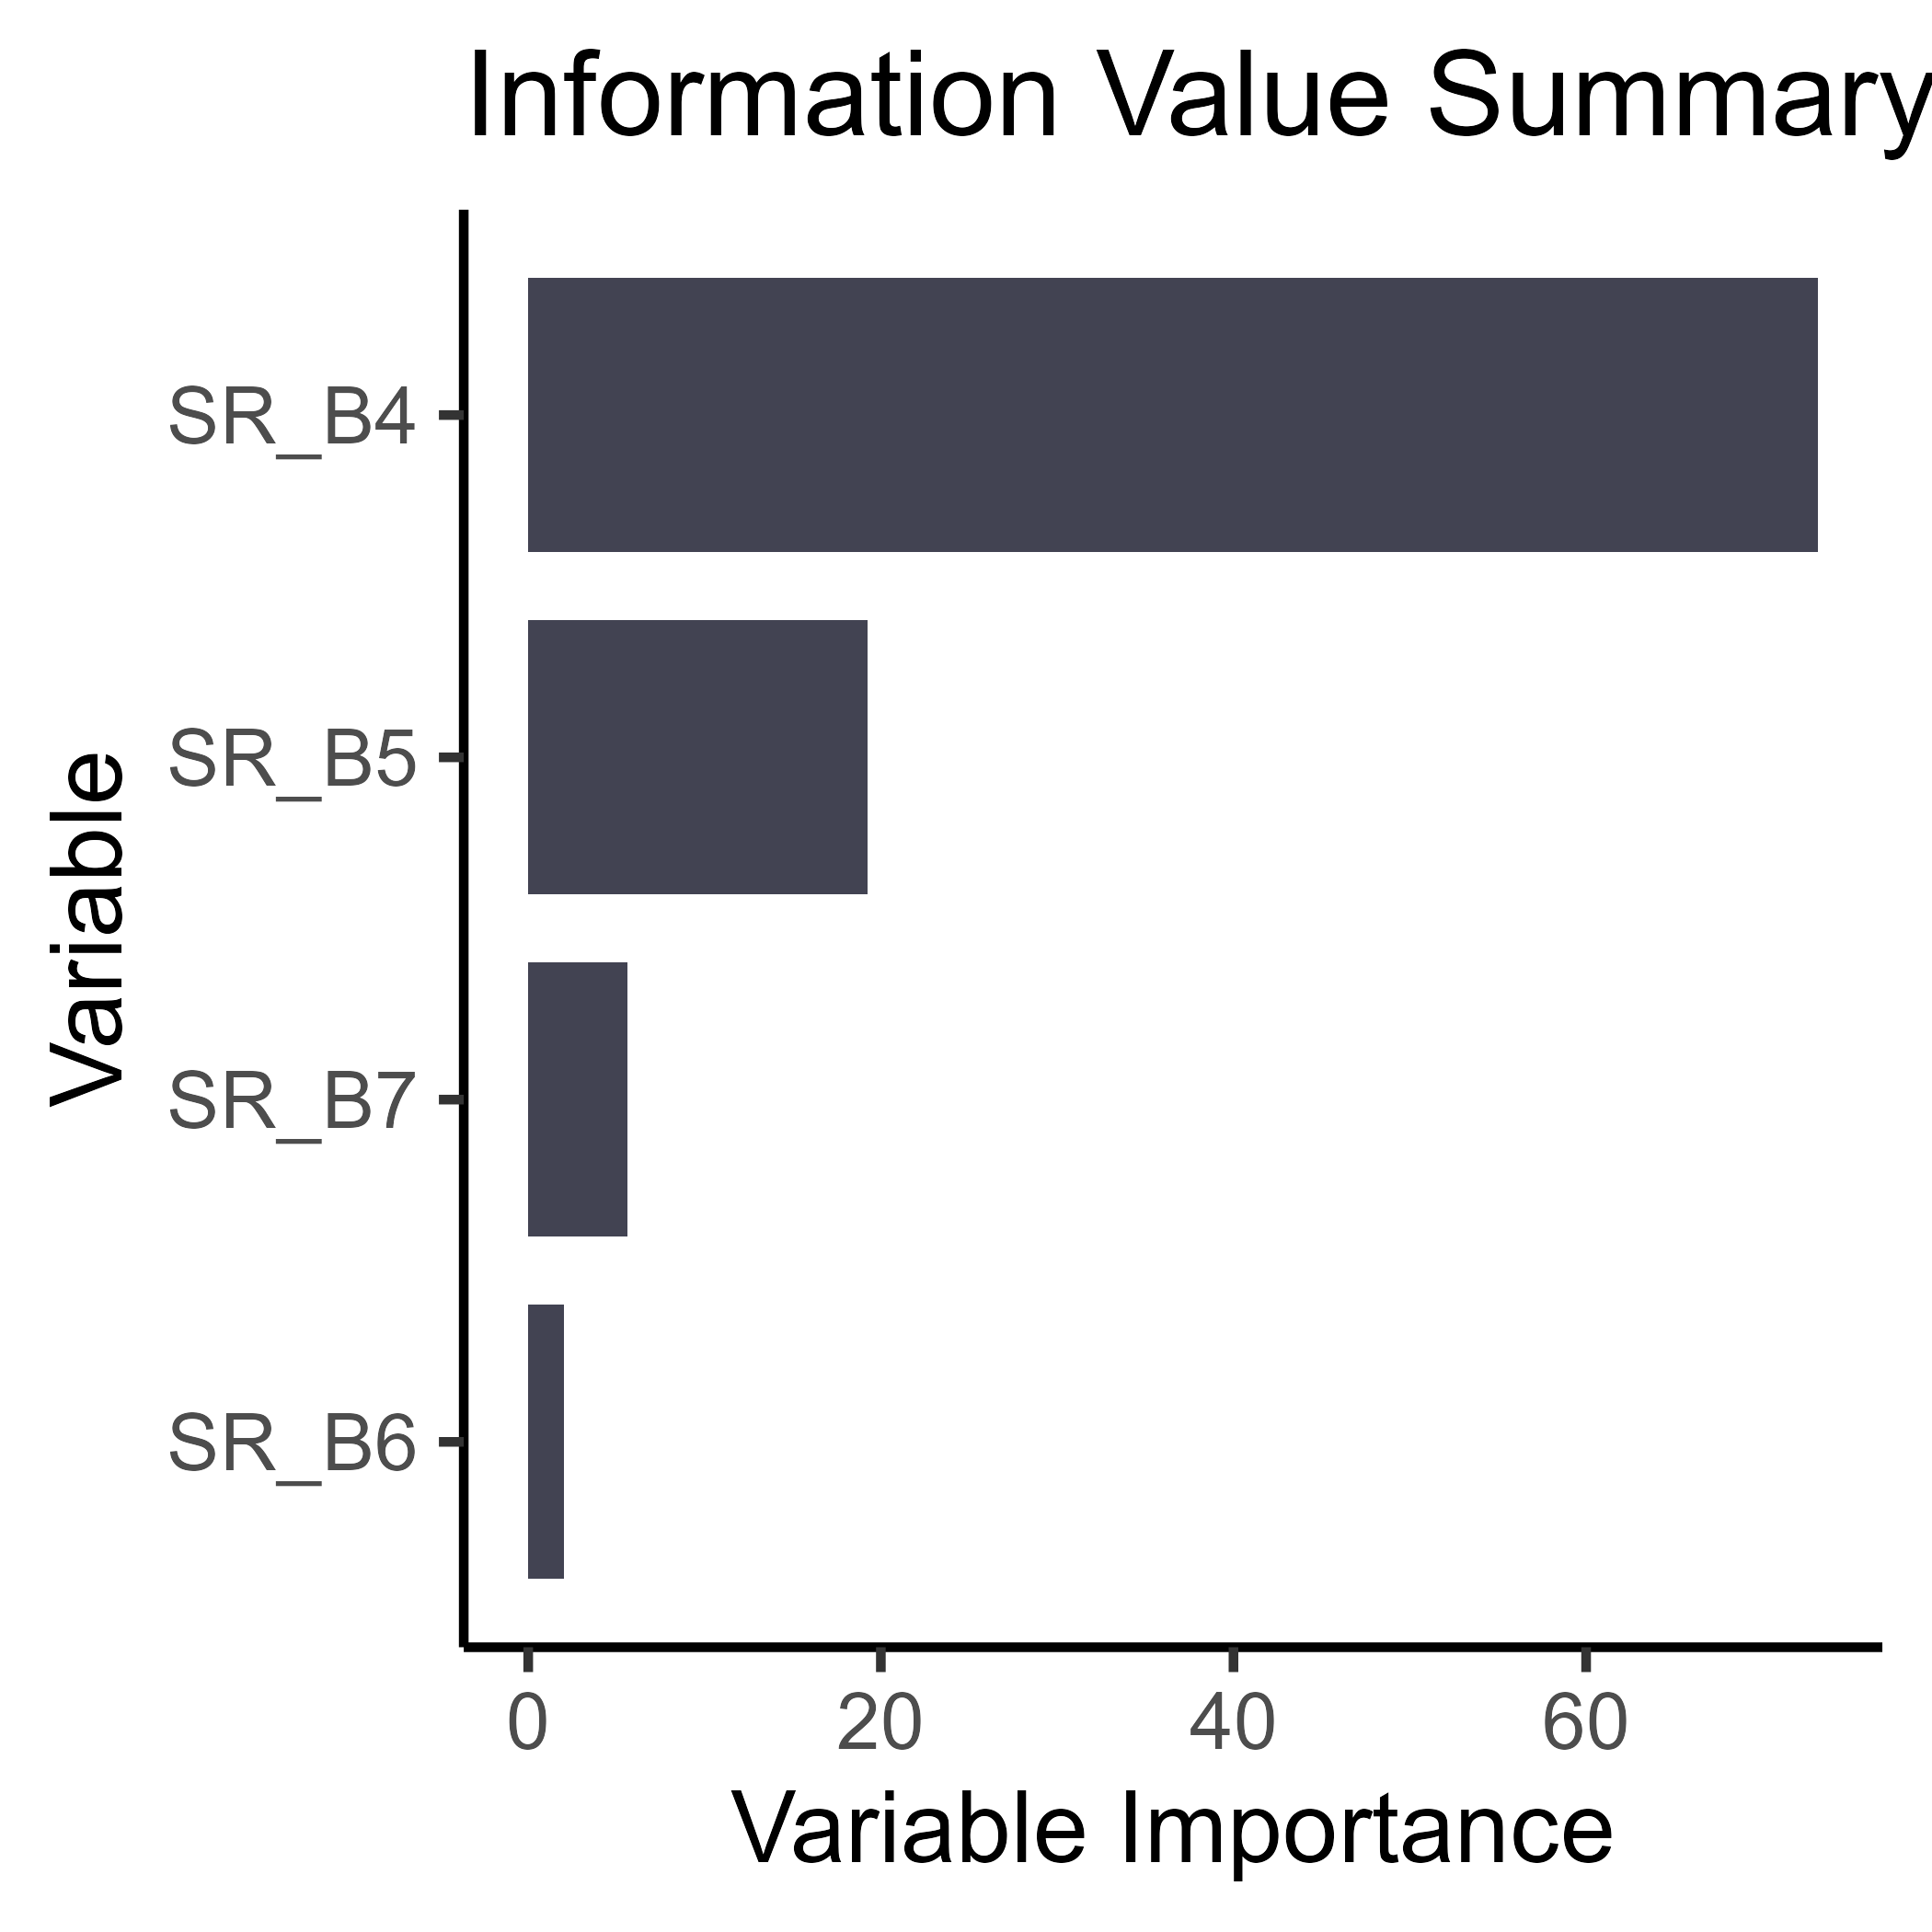 Information Value Summary
SR_B4
SR_B5
SR_B7
SR_B6
Variable
0 20 40 60
Variable Importance